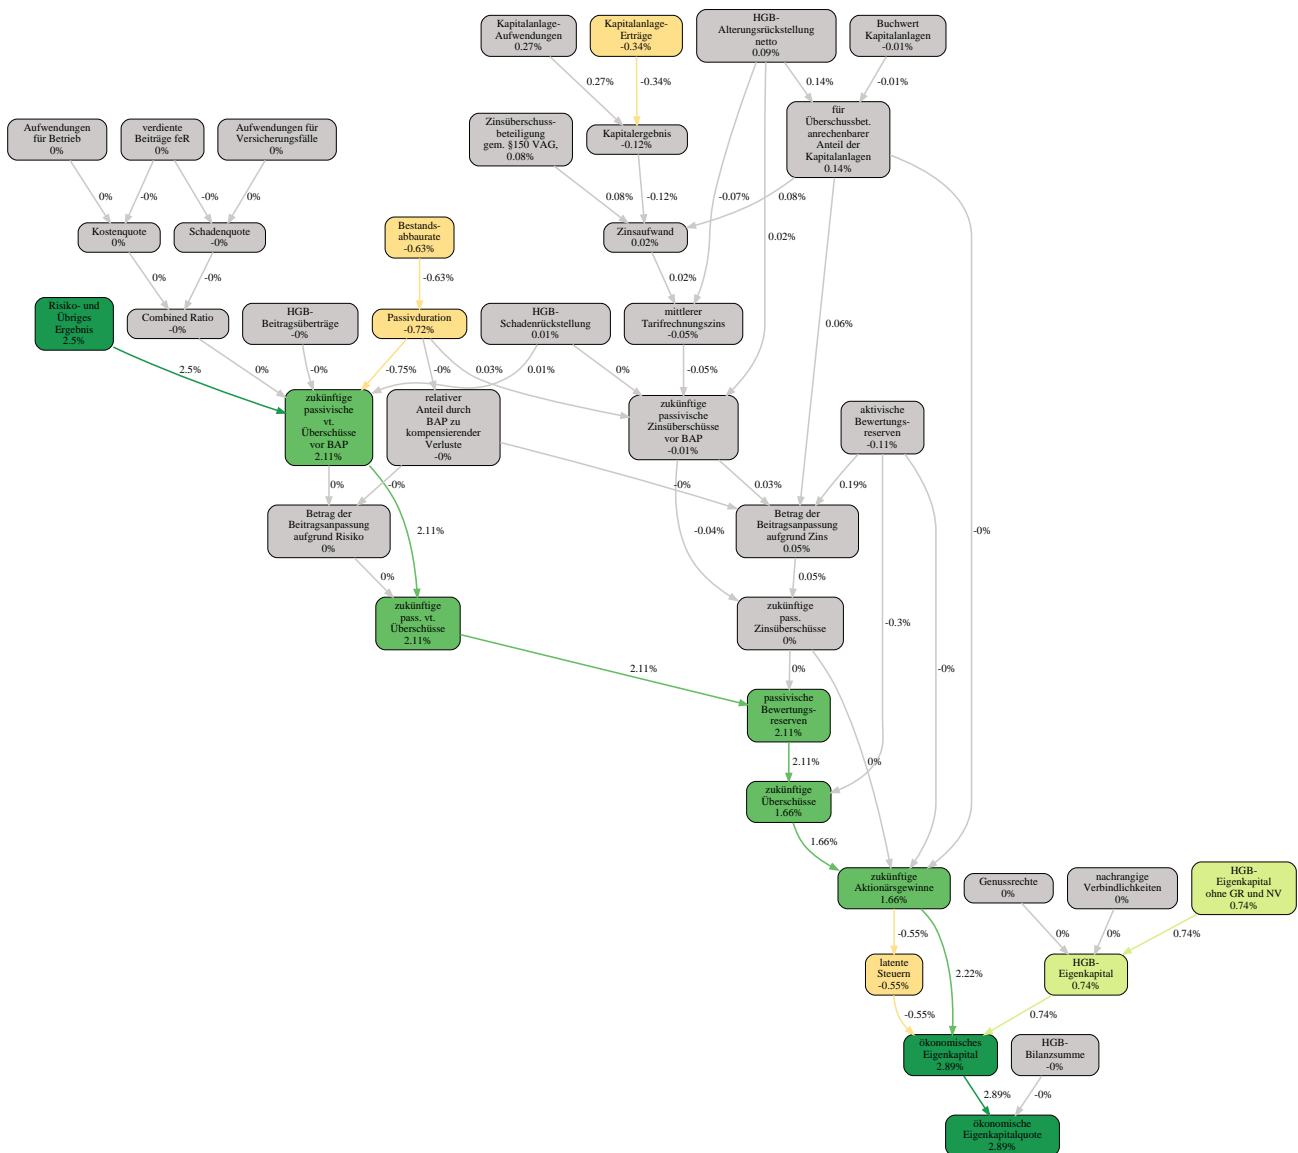 Kapitalanlage-
Aufwendungen
0.27%
Kapitalanlage-
Erträge
-0.34%
HGB-
Alterungsrückstellung
netto
0.09%
Buchwert
Kapitalanlagen
-0.01%
0.27%
-0.34%
0.14%
-0.01%
Aufwendungen
für Betrieb
0%
verdiente
Beiträge feR
0%
Aufwendungen für
Versicherungsfälle
0%
Zinsüberschuss-
beteiligung
gem. §150 VAG,
0.08%
Kapitalergebnis
-0.12%
für
Überschussbet.
anrechenbarer
Anteil der
Kapitalanlagen
0.14%
0%
-0%
-0%
0%
0.08%
-0.12%
-0.07%
0.08%
Kostenquote
0%
Schadenquote
-0%
Bestands-
abbaurate
-0.63%
Zinsaufwand
0.02%
0.02%
0%
-0%
-0.63%
0.02%
Risiko- und
Übriges
Ergebnis
2.5%
Combined Ratio
-0%
HGB-
Beitragsüberträge
-0%
Passivduration
-0.72%
HGB-
Schadenrückstellung
0.01%
mittlerer
Tarifrechnungszins
-0.05%
0.06%
2.5%
0%
-0%
-0.75%
-0%
0.03%
0.01%
0%
-0.05%
zukünftige
passivische
vt.
Überschüsse
vor BAP
2.11%
relativer
Anteil durch
BAP zu
kompensierender
Verluste
-0%
zukünftige
passivische
Zinsüberschüsse
vor BAP
-0.01%
aktivische
Bewertungs-
reserven
-0.11%
0%
-0%
-0%
0.03%
0.19%
Betrag der
Beitragsanpassung
aufgrund Risiko
0%
2.11%
-0.04%
Betrag der
Beitragsanpassung
aufgrund Zins
0.05%
-0%
0%
0.05%
zukünftige
pass. vt.
Überschüsse
2.11%
zukünftige
pass.
Zinsüberschüsse
0%
-0.3%
2.11%
0%
-0%
passivische
Bewertungs-
reserven
2.11%
2.11%
0%
zukünftige
Überschüsse
1.66%
1.66%
zukünftige
Aktionärsgewinne
1.66%
Genussrechte
0%
nachrangige
Verbindlichkeiten
0%
HGB-
Eigenkapital
ohne GR und NV
0.74%
-0.55%
0%
0%
0.74%
latente
Steuern
-0.55%
2.22%
HGB-
Eigenkapital
0.74%
-0.55%
0.74%
ökonomisches
Eigenkapital
2.89%
HGB-
Bilanzsumme
-0%
2.89%
-0%
ökonomische
Eigenkapitalquote
2.89%